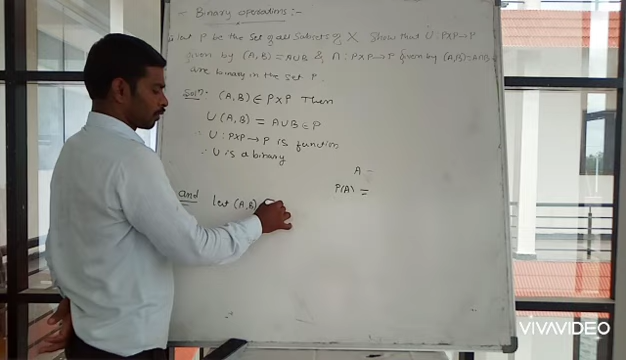 - Binary operations :-
let P be the set of all subsets of X Show that U : PXP→P
given by (A, B) = AUB & ∩ : PXP→P given by (A,B)=A∩B
are binary in the set P.
Sol?:- (A, B) ∈ PXP Then
U (A, B) = AUB ∈ P
∴ U : PXP → P is function
∴ U is a binary
A =
P(A) =
and let (A, B)
VIVAVIDEO